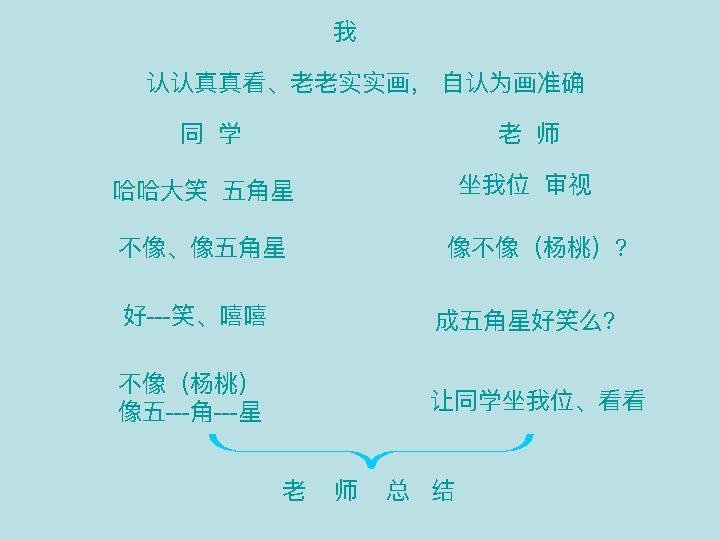 我
认认真真看、老老实实画， 自认为画准确
同 学
老 师
哈哈大笑 五角星
坐我位 审视
不像、像五角星
像不像（杨桃）？
好---笑、嘻嘻
成五角星好笑么？
不像（杨桃）
像五---角---星
让同学坐我位、看看
老 师 总 结